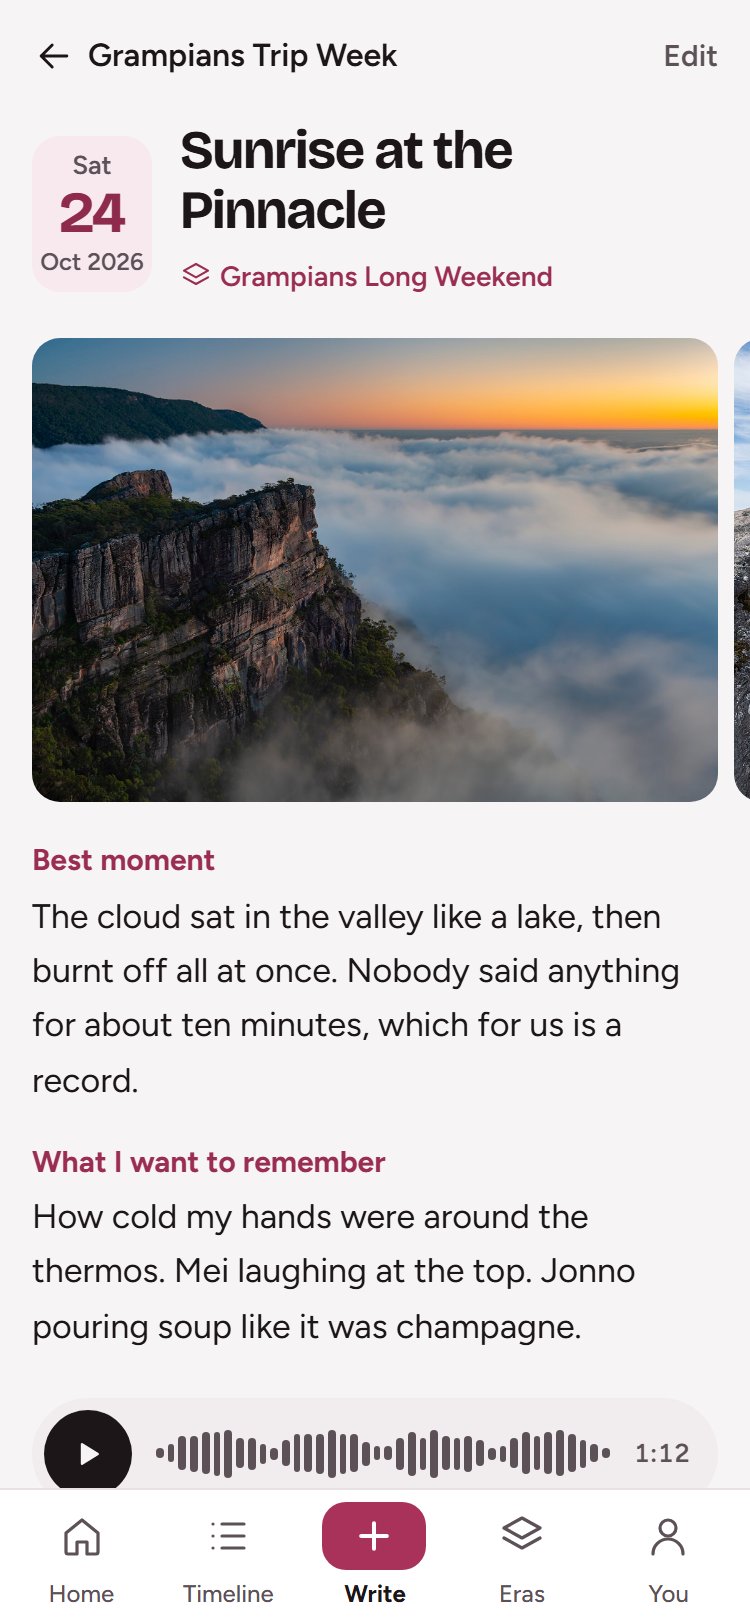 Grampians Trip Week
Edit
Sat
24
Oct 2026
Sunrise at the
Pinnacle
Grampians Long Weekend
Best moment
The cloud sat in the valley like a lake, then
burnt off all at once. Nobody said anything
for about ten minutes, which for us is a
record.
What I want to remember
How cold my hands were around the
thermos. Mei laughing at the top. Jonno
pouring soup like it was champagne.
1:12
Home
Timeline
Write
Eras
You